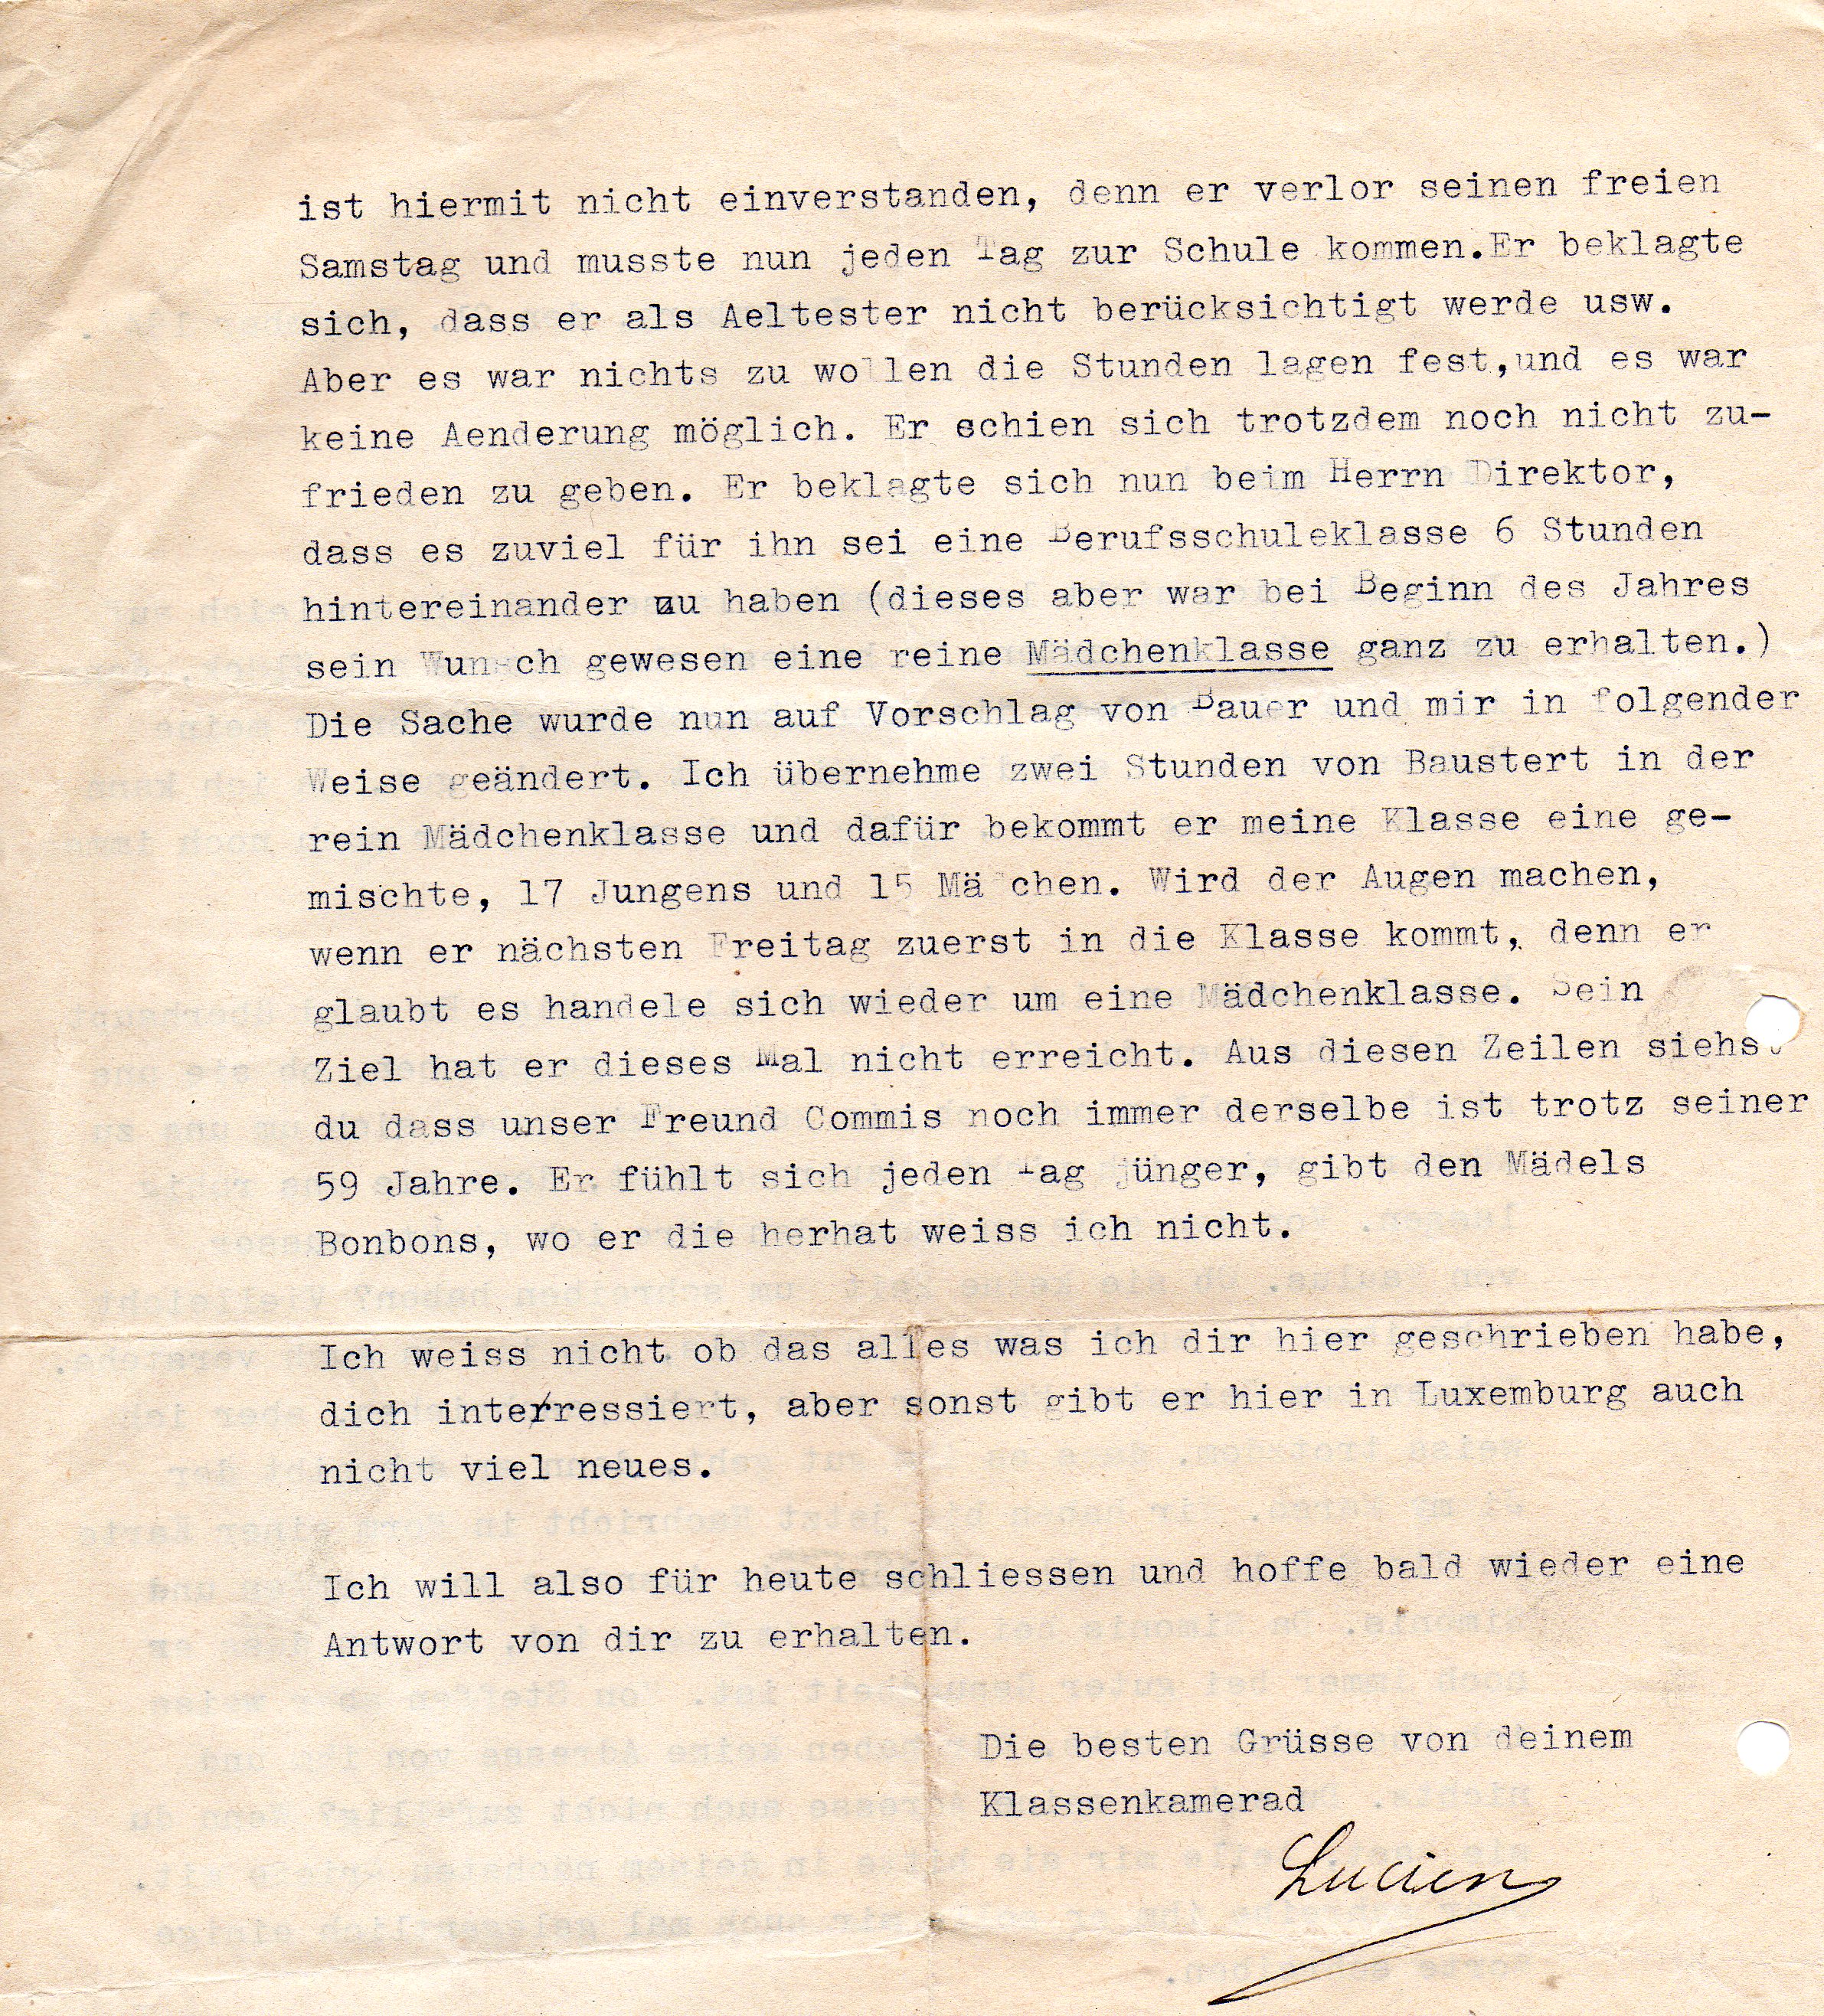 ist hiermit nicht einverstanden, denn er verlor seinen freien
Samstag und musste nun jeden Tag zur Schule kommen.Er beklagte
sich, dass er als Aeltester nicht berücksichtigt werde usw.
Aber es war nichts zu wollen die Stunden lagen fest,und es war
keine Aenderung möglich. Er schien sich trotzdem noch nicht zu-
frieden zu geben. Er beklagte sich nun beim Herrn Direktor,
dass es zuviel für ihn sei eine Berufsschuleklasse 6 Stunden
hintereinander zu haben (dieses aber war bei Beginn des Jahres
sein Wunsch gewesen eine reine Mädchenklasse ganz zu erhalten.)
Die Sache wurde nun auf Vorschlag von Bauer und mir in folgender
Weise geändert. Ich übernehme zwei Stunden von Baustert in der
rein Mädchenklasse und dafür bekommt er meine Klasse eine ge-
mischte, 17 Jungens und 15 Mädchen. Wird der Augen machen,
wenn er nächsten Freitag zuerst in die Klasse kommt, denn er
glaubt es handele sich wieder um eine Mädchenklasse. Sein
Ziel hat er dieses Mal nicht erreicht. Aus diesen Zeilen siehst
du dass unser Freund Commis noch immer derselbe ist trotz seiner
59 Jahre. Er fühlt sich jeden Tag jünger, gibt den Mädels
Bonbons, wo er die herhat weiss ich nicht.
Ich weiss nicht ob das alles was ich dir hier geschrieben habe,
dich interressiert, aber sonst gibt er hier in Luxemburg auch
nicht viel neues.
Ich will also für heute schliessen und hoffe bald wieder eine
Antwort von dir zu erhalten.
Die besten Grüsse von deinem
Klassenkamerad
Lucien